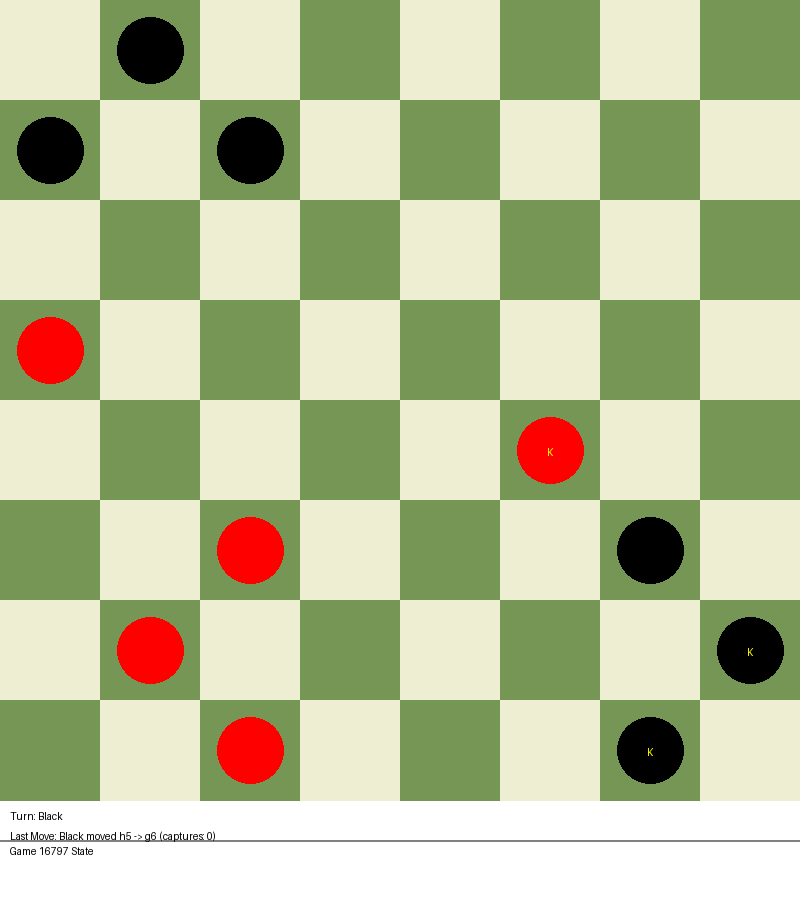 K
K
K
Turn: Black
Last Move: Black moved h5 -> g6 (captures: 0)
Game 16797 State